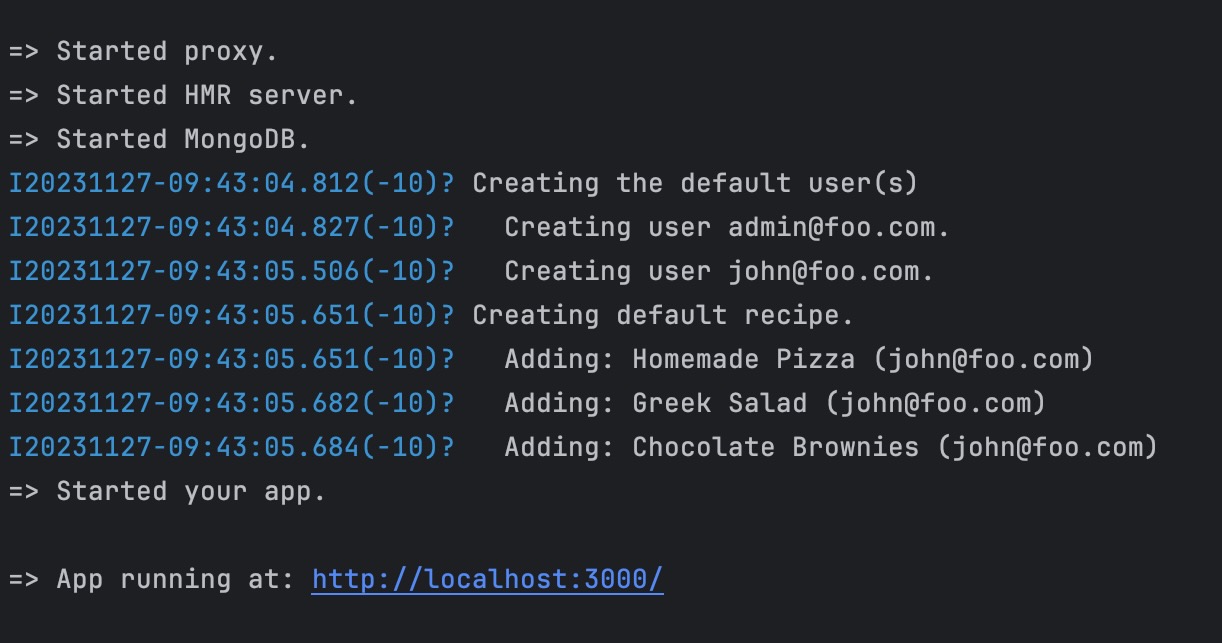 => Started proxy.
=> Started HMR server.
=> Started MongoDB.
I20231127-09:43:04.812(-10)? Creating the default user(s)
I20231127-09:43:04.827(-10)?   Creating user admin@foo.com.
I20231127-09:43:05.506(-10)?   Creating user john@foo.com.
I20231127-09:43:05.651(-10)? Creating default recipe.
I20231127-09:43:05.651(-10)?   Adding: Homemade Pizza (john@foo.com)
I20231127-09:43:05.682(-10)?   Adding: Greek Salad (john@foo.com)
I20231127-09:43:05.684(-10)?   Adding: Chocolate Brownies (john@foo.com)
=> Started your app.
=> App running at: http://localhost:3000/